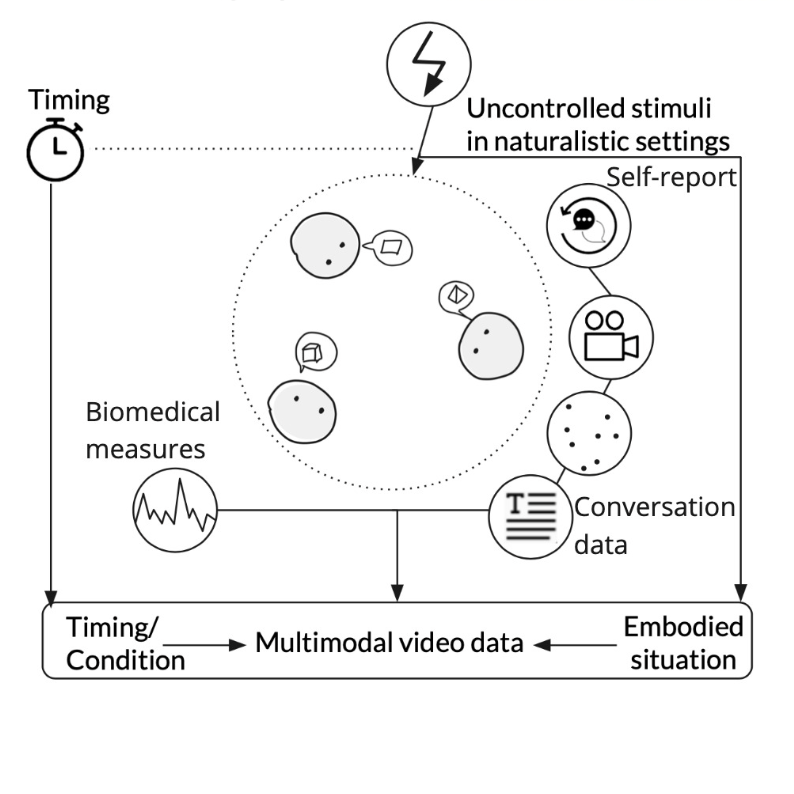 Timing
Uncontrolled stimuli
in naturalistic settings
Self-report
Biomedical
measures
T
Conversation
data
Timing/
Condition
Multimodal video data
Embodied
situation